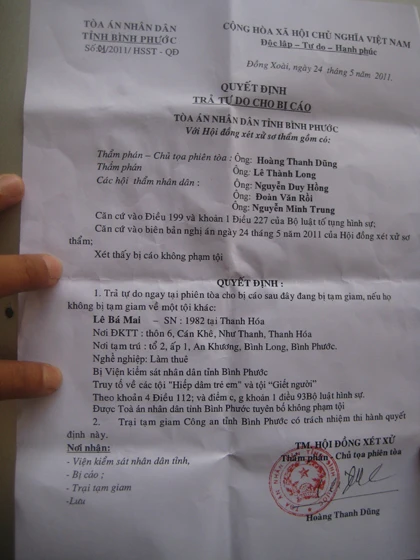 TÒA ÁN NHÂN DÂN
TỈNH BÌNH PHƯỚC
Số:01/2011/ HSST - QĐ
CỘNG HÒA XÃ HỘI CHỦ NGHĨA VIỆT NAM
Độc lập – Tự do – Hạnh phúc
Đồng Xoài, ngày 24 tháng 5 năm 2011.
QUYẾT ĐỊNH
TRẢ TỰ DO CHO BỊ CÁO
TÒA ÁN NHÂN DÂN TỈNH BÌNH PHƯỚC
Với Hội đồng xét xử sơ thẩm gồm có:
Thẩm phán – Chủ tọa phiên tòa : Ông: Hoàng Thanh Dũng
Thẩm phán Ông: Lê Thành Long
Các hội thẩm nhân dân : Ông: Nguyễn Duy Hồng
Ông: Đoàn Văn Rồi
Ông: Nguyễn Minh Trung
Căn cứ vào Điều 199 và khoản 1 Điều 227 của Bộ luật tố tụng hình sự;
Căn cứ vào biên bản nghị án ngày 24 tháng 5 năm 2011 của Hội đồng xét xử sơ
thẩm;
Xét thấy bị cáo không phạm tội
QUYẾT ĐỊNH :
1. Trả tự do ngay tại phiên tòa cho bị cáo sau đây đang bị tạm giam, nếu họ
không bị tạm giam về một tội khác:
Lê Bá Mai – SN : 1982 tại Thanh Hóa
Nơi ĐKTT : thôn 6, Cán Khê, Như Thanh, Thanh Hóa
Nơi tạm trú : tổ 2, ấp 1, An Khương, Bình Long, Bình Phước.
Nghề nghiệp: Làm thuê
Bị Viện kiểm sát nhân dân tỉnh Bình Phước
Truy tố về các tội "Hiếp dâm trẻ em" và tội “Giết người”
Theo khoản 4 Điều 112; và điểm c, g khoản 1 điều 93Bộ luật hình sự.
Được Toà án nhân dân tỉnh Bình Phước tuyên bố không phạm tội
2. Trại tạm giam Công an tỉnh Bình Phước có trách nhiệm thi hành quyết
định này.
Nơi nhận:
- Viện kiểm sát nhân dân tỉnh,
- Bị cáo ;
- Trại tạm giam
-Lưu
TM. HỘI ĐỒNG XÉT XỬ
Thẩm phán - Chủ tọa phiên tòa
Hoàng Thanh Dũng